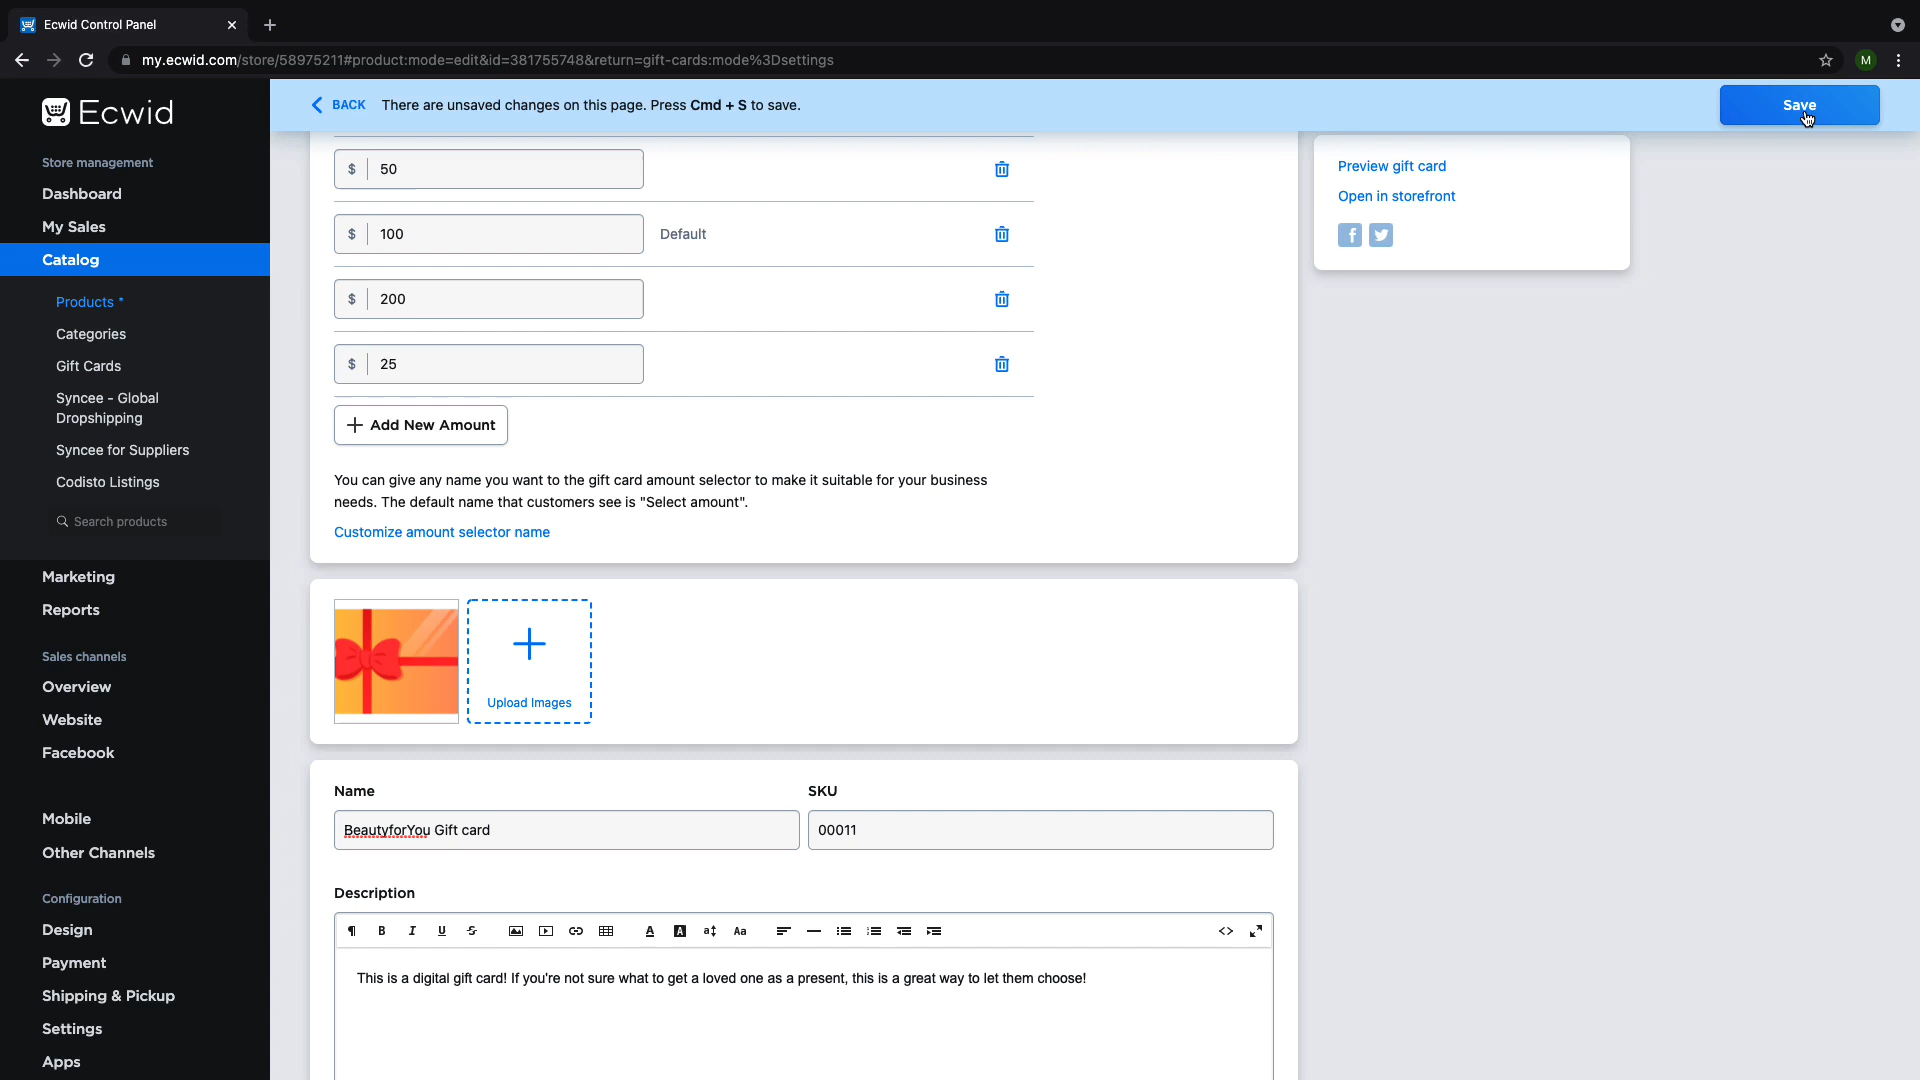 Ecwid Control Panel
my.ecwid.com/store/58975211#product:mode=edit&id=381755748&return=gift-cards:mode%3Dsettings
M
Ecwid
BACK There are unsaved changes on this page. Press Cmd + S to save.
Save
Store management
Dashboard
My Sales
Catalog
Products *
Categories
Gift Cards
Syncee - Global
Dropshipping
Syncee for Suppliers
Codisto Listings
Search products
Marketing
Reports
Sales channels
Overview
Website
Facebook
Mobile
Other Channels
Configuration
Design
Payment
Shipping & Pickup
Settings
Apps
$ 50
$ 100 Default
$ 200
$ 25
+ Add New Amount
You can give any name you want to the gift card amount selector to make it suitable for your business
needs. The default name that customers see is "Select amount".
Customize amount selector name
Upload Images
Name
SKU
BeautyforYou Gift card
00011
Description
This is a digital gift card! If you're not sure what to get a loved one as a present, this is a great way to let them choose!
Preview gift card
Open in storefront